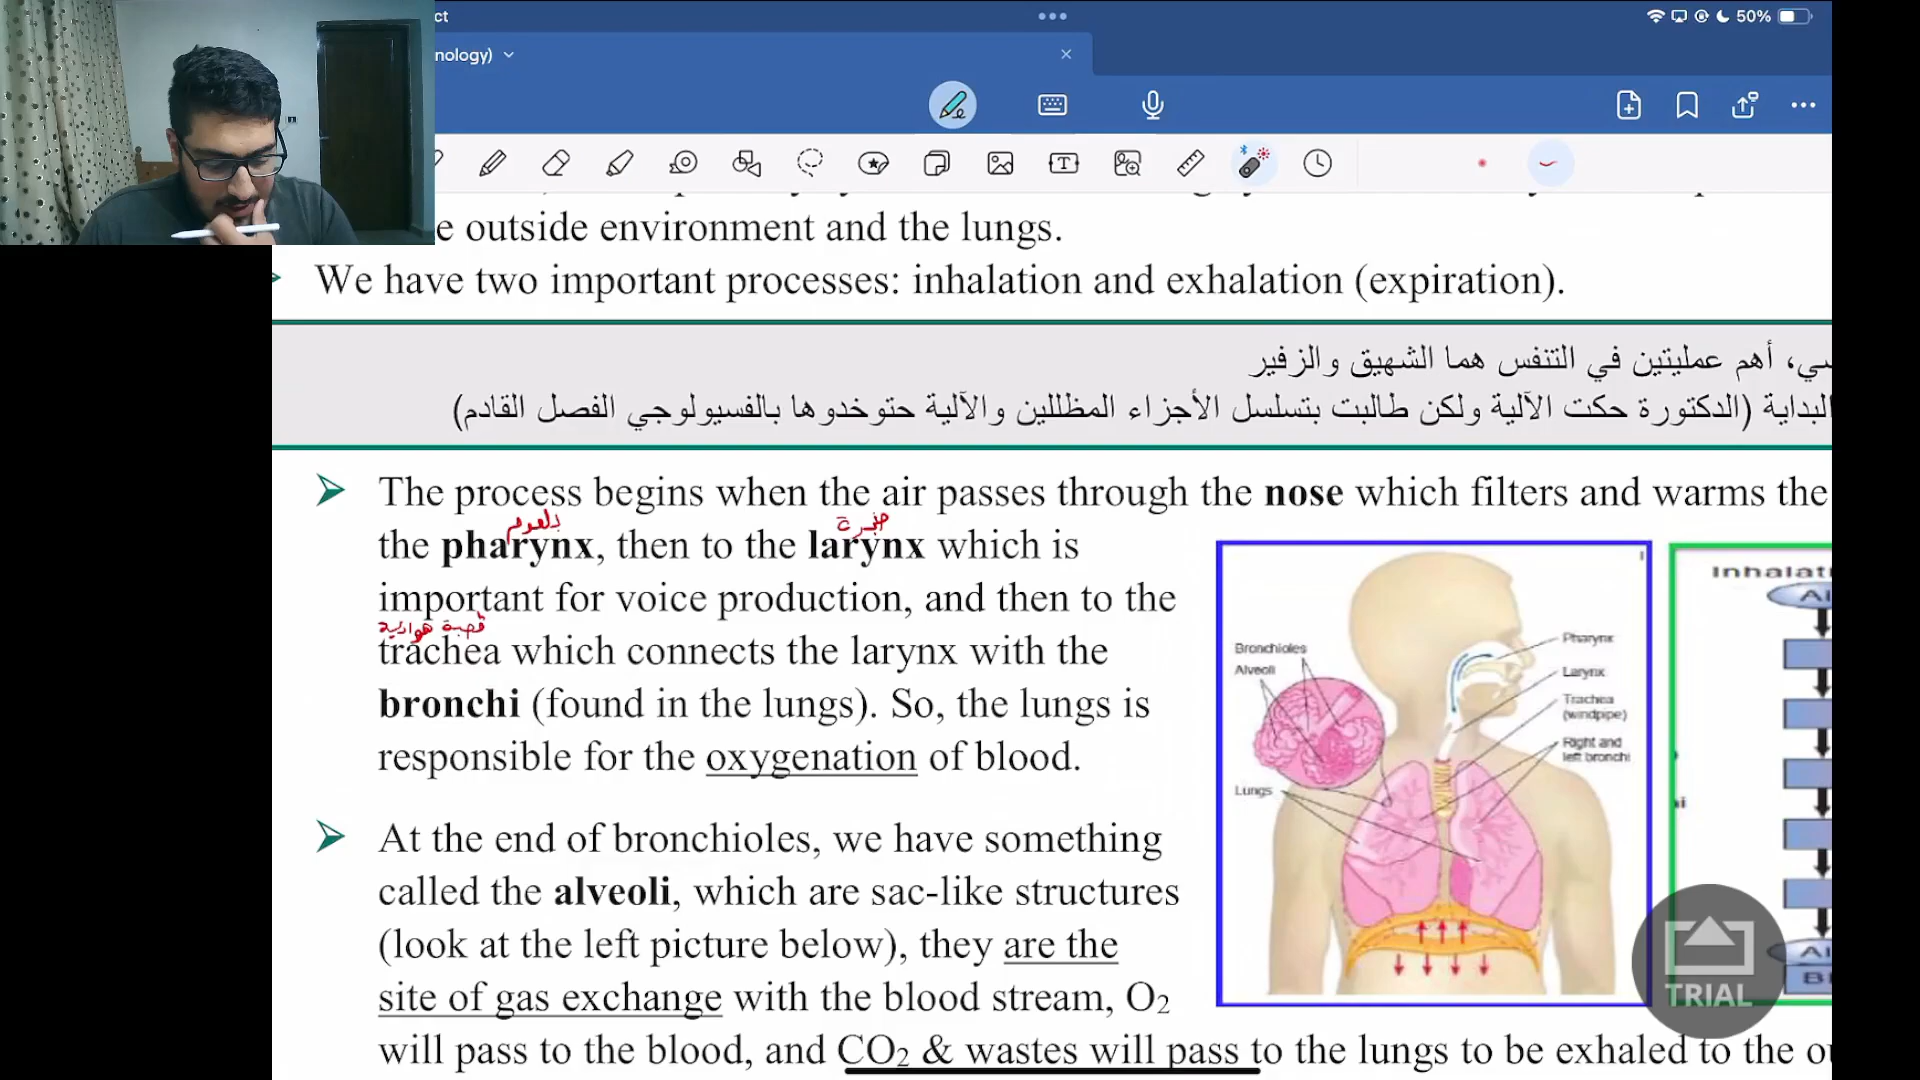 ct
50%
nology)
e outside environment and the lungs.
We have two important processes: inhalation and exhalation (expiration).
أهم عمليتين في التنفس هما الشهيق والزفير
البداية (الدكتورة حكت الآلية ولكن طالبت بتسلسل الأجزاء المظللين والآلية حتوخدوها بالفسيولوجي الفصل القادم)
The process begins when the air passes through the nose which filters and warms the
بلعوم حنجرة
the pharynx, then to the larynx which is
important for voice production, and then to the
قصبة هوائية
trachea which connects the larynx with the
bronchi (found in the lungs). So, the lungs is
responsible for the oxygenation of blood.
At the end of bronchioles, we have something
called the alveoli, which are sac-like structures
(look at the left picture below), they are the
site of gas exchange with the blood stream, O₂
will pass to the blood, and CO₂ & wastes will pass to the lungs to be exhaled to the
Bronchioles
Alveoli
Lungs
Pharynx
Larynx
Trachea
(windpipe)
Right and
left bronchi
Inhalat
Al
Al
Bl
TRIAL